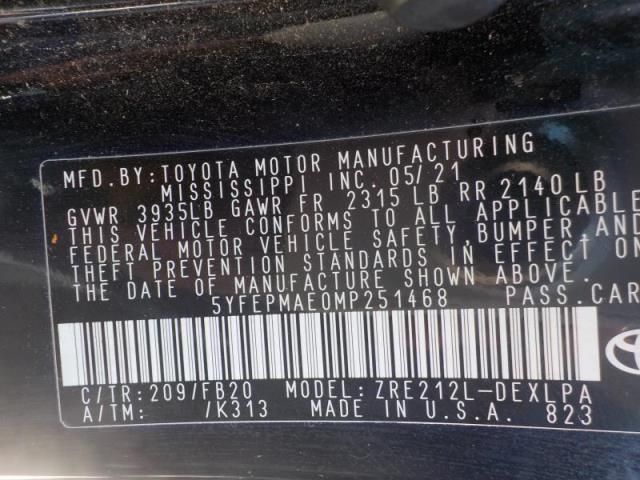 MFD. BY: TOYOTA MOTOR MANUFACTURING
MISSISSIPPI INC. 05/21
GVWR 3935LB GAWR FR 2315 LB RR 2140 LB
THIS VEHICLE CONFORMS TO ALL APPLICABLE
FEDERAL MOTOR VEHICLE SAFETY, BUMPER AND
THEFT PREVENTION STANDARDS IN EFFECT ON
THE DATE OF MANUFACTURE SHOWN ABOVE.
5YFEPMAE0MP251468 PASS.CAR
C/TR: 209/FB20 MODEL: ZRE212L-DEXLPA
A/TM: /K313 MADE IN U.S.A. 823